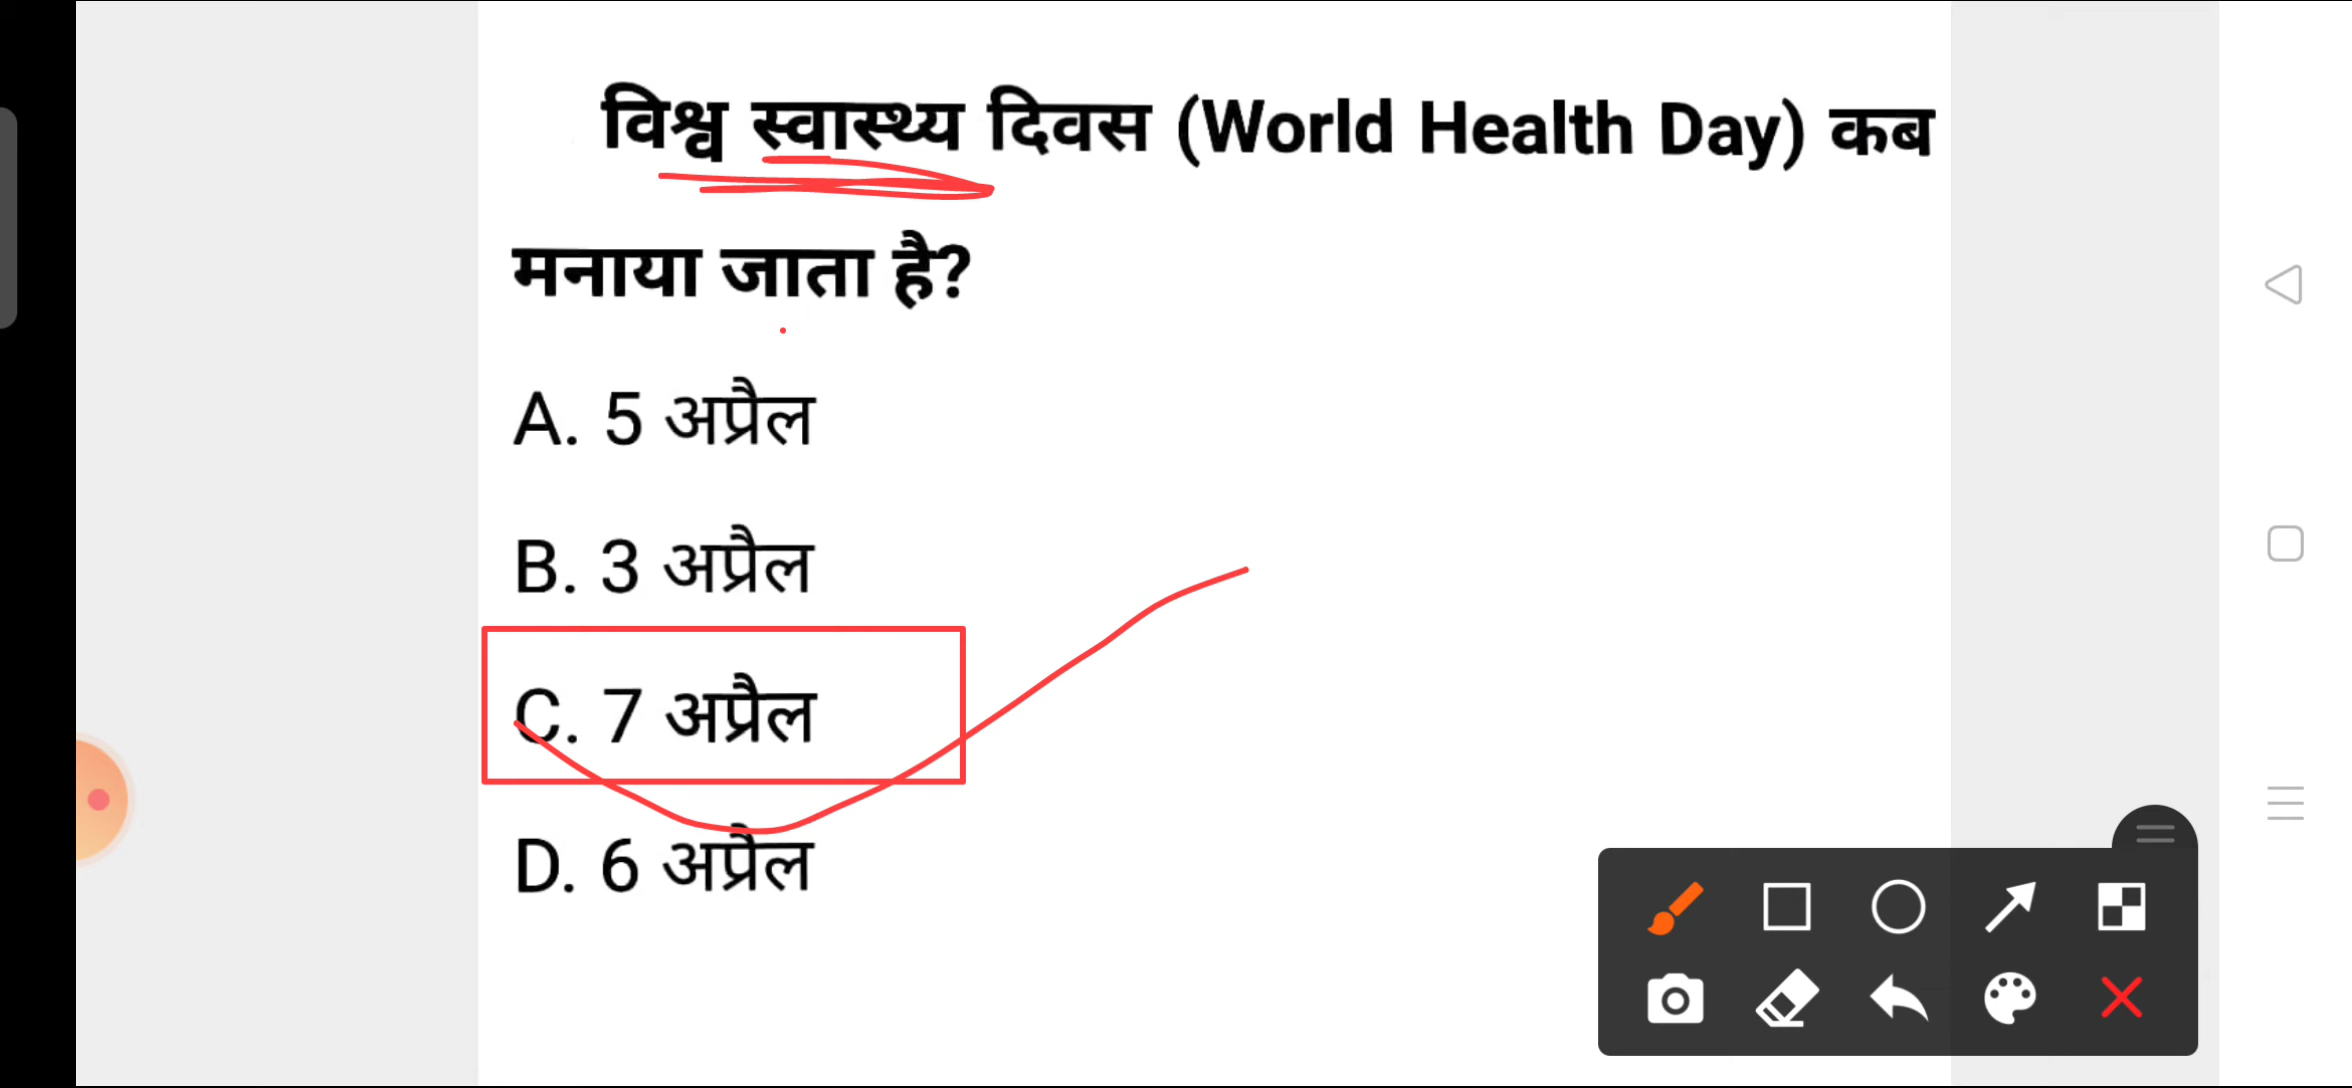 विश्व स्वास्थ्य दिवस (World Health Day) कब
मनाया जाता है?
A. 5 अप्रैल
B. 3 अप्रैल
C. 7 अप्रैल
D. 6 अप्रैल